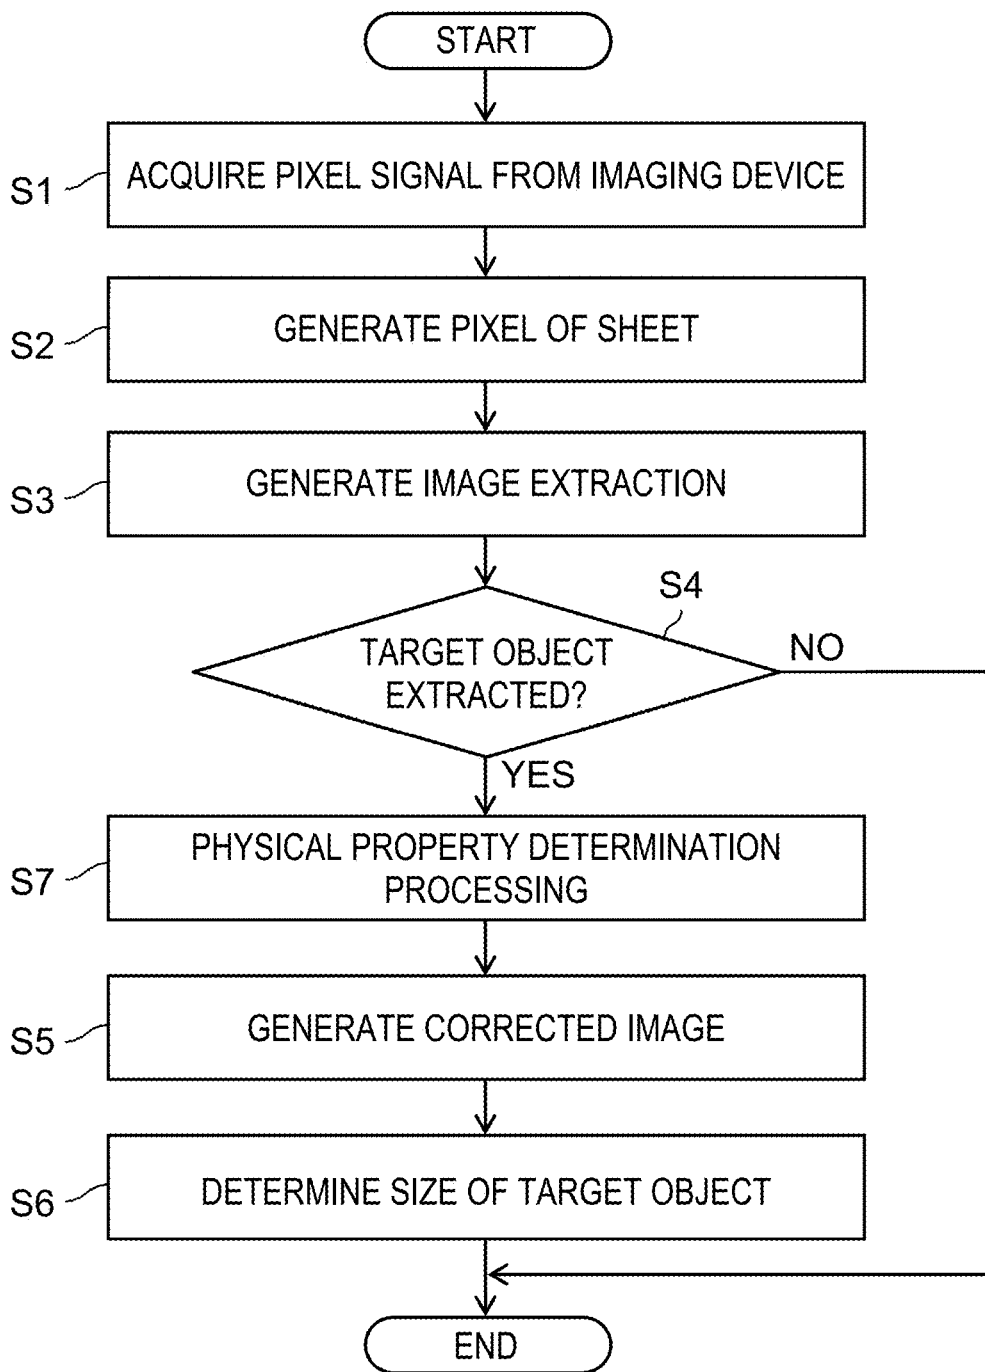 START
S1
ACQUIRE PIXEL SIGNAL FROM IMAGING DEVICE
S2
GENERATE PIXEL OF SHEET
S3
GENERATE IMAGE EXTRACTION
S4
TARGET OBJECT
EXTRACTED?
NO
YES
S7
PHYSICAL PROPERTY DETERMINATION
PROCESSING
S5
GENERATE CORRECTED IMAGE
S6
DETERMINE SIZE OF TARGET OBJECT
END